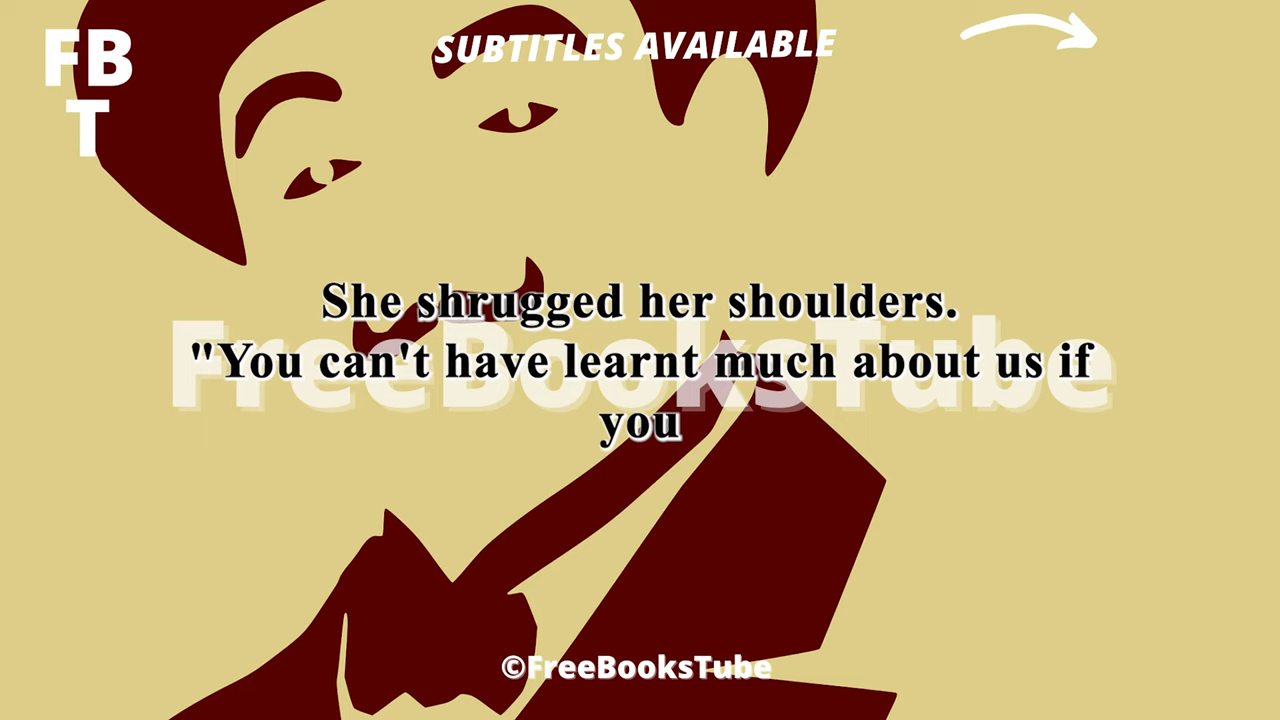 FB
T
SUBTITLES AVAILABLE
She shrugged her shoulders.
"You can't have learnt much about us if
you
FreeBooksTube
©FreeBooksTube